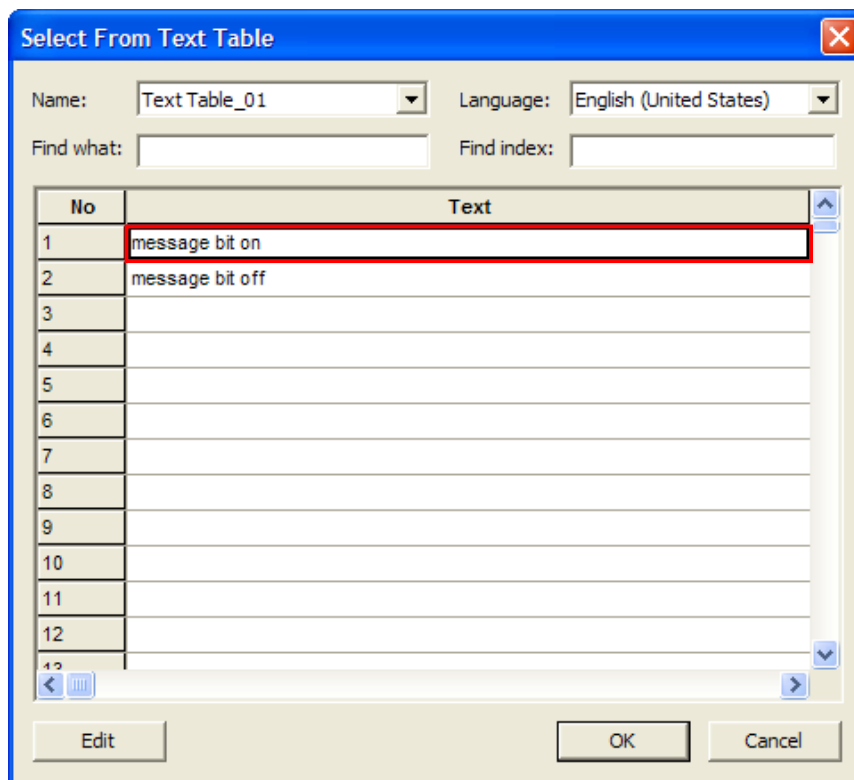 Select From Text Table
Name: Text Table_01 Language: English (United States)
Find what: Find index:
No Text
1 message bit on
2 message bit off
3
4
5
6
7
8
9
10
11
12
13
Edit OK Cancel